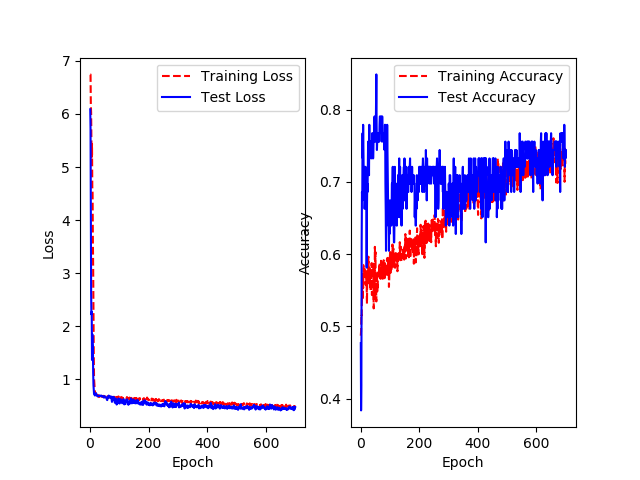 Training Loss
Test Loss
7
6
5
4
3
2
1
0
200
400
600
Loss
Epoch
Training Accuracy
Test Accuracy
0.8
0.7
0.6
0.5
0.4
0
200
400
600
Accuracy
Epoch